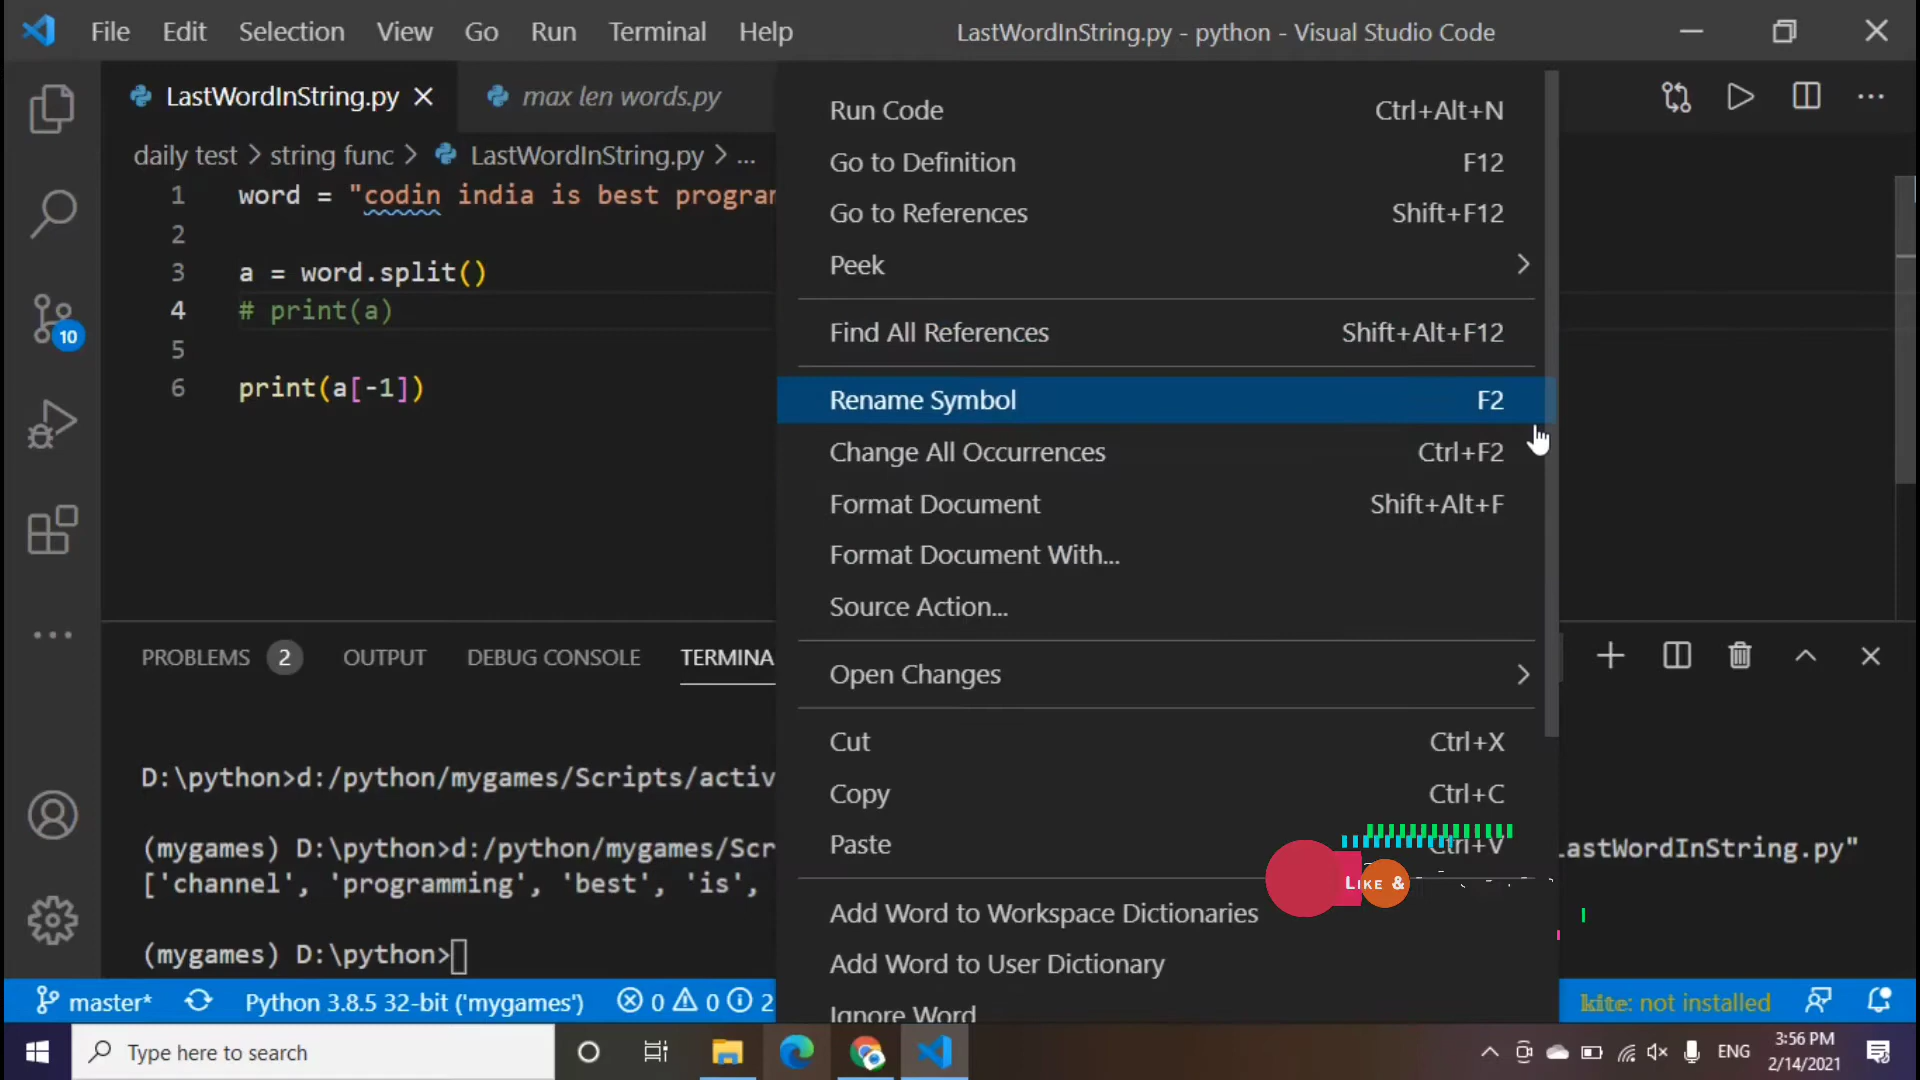 File Edit Selection View Go Run Terminal Help LastWordInString.py - python - Visual Studio Code
LastWordInString.py max len words.py
daily test > string func > LastWordInString.py > ...
1 word = "codin india is best program
2
3 a = word.split()
4 # print(a)
5
6 print(a[-1])
Run Code Ctrl+Alt+N
Go to Definition F12
Go to References Shift+F12
Peek
Find All References Shift+Alt+F12
Rename Symbol F2
Change All Occurrences Ctrl+F2
Format Document Shift+Alt+F
Format Document With...
Source Action...
Open Changes
Cut Ctrl+X
Copy Ctrl+C
Paste Ctrl+V
Add Word to Workspace Dictionaries
Add Word to User Dictionary
Ignore Word
10
PROBLEMS 2 OUTPUT DEBUG CONSOLE TERMINA
D:\python>d:/python/mygames/Scripts/activ
(mygames) D:\python>d:/python/mygames/Scr LastWordInString.py"
['channel', 'programming', 'best', 'is',
(mygames) D:\python>
LIKE &
master* Python 3.8.5 32-bit ('mygames') 0 0 2 kite: not installed
Type here to search ENG 3:56 PM
2/14/2021